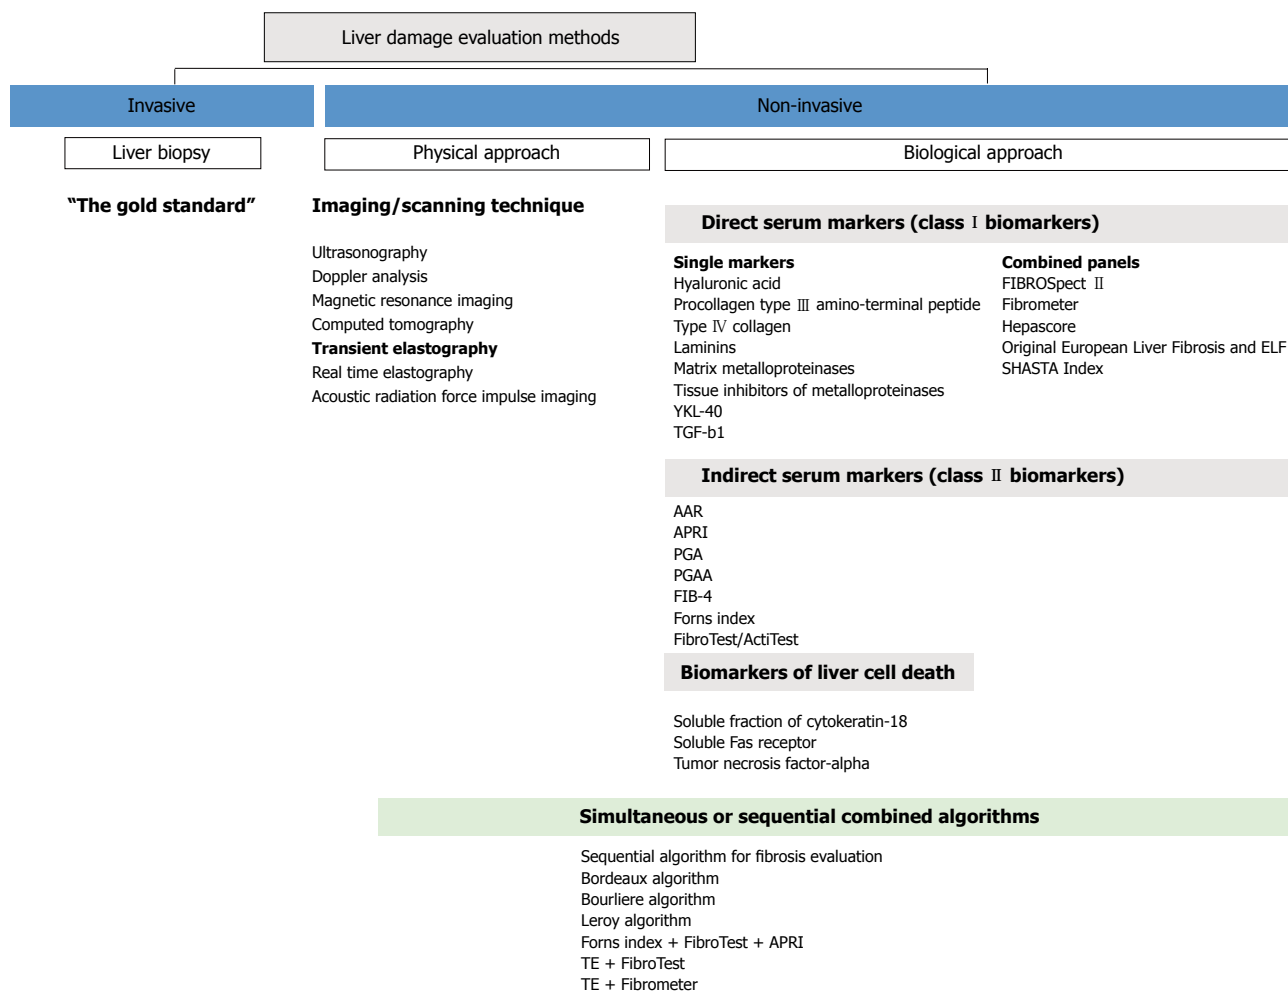 Liver damage evaluation methods
Invasive
Non-invasive
Liver biopsy
Physical approach
Biological approach
“The gold standard”
Imaging/scanning technique
Ultrasonography
Doppler analysis
Magnetic resonance imaging
Computed tomography
Transient elastography
Real time elastography
Acoustic radiation force impulse imaging
Direct serum markers (class Ⅰ biomarkers)
Single markers
Hyaluronic acid
Procollagen type Ⅲ amino-terminal peptide
Type Ⅳ collagen
Laminins
Matrix metalloproteinases
Tissue inhibitors of metalloproteinases
YKL-40
TGF-b1
Combined panels
FIBROSpect Ⅱ
Fibrometer
Hepascore
Original European Liver Fibrosis and ELF
SHASTA Index
Indirect serum markers (class Ⅱ biomarkers)
AAR
APRI
PGA
PGAA
FIB-4
Forns index
FibroTest/ActiTest
Biomarkers of liver cell death
Soluble fraction of cytokeratin-18
Soluble Fas receptor
Tumor necrosis factor-alpha
Simultaneous or sequential combined algorithms
Sequential algorithm for fibrosis evaluation
Bordeaux algorithm
Bourliere algorithm
Leroy algorithm
Forns index + FibroTest + APRI
TE + FibroTest
TE + Fibrometer